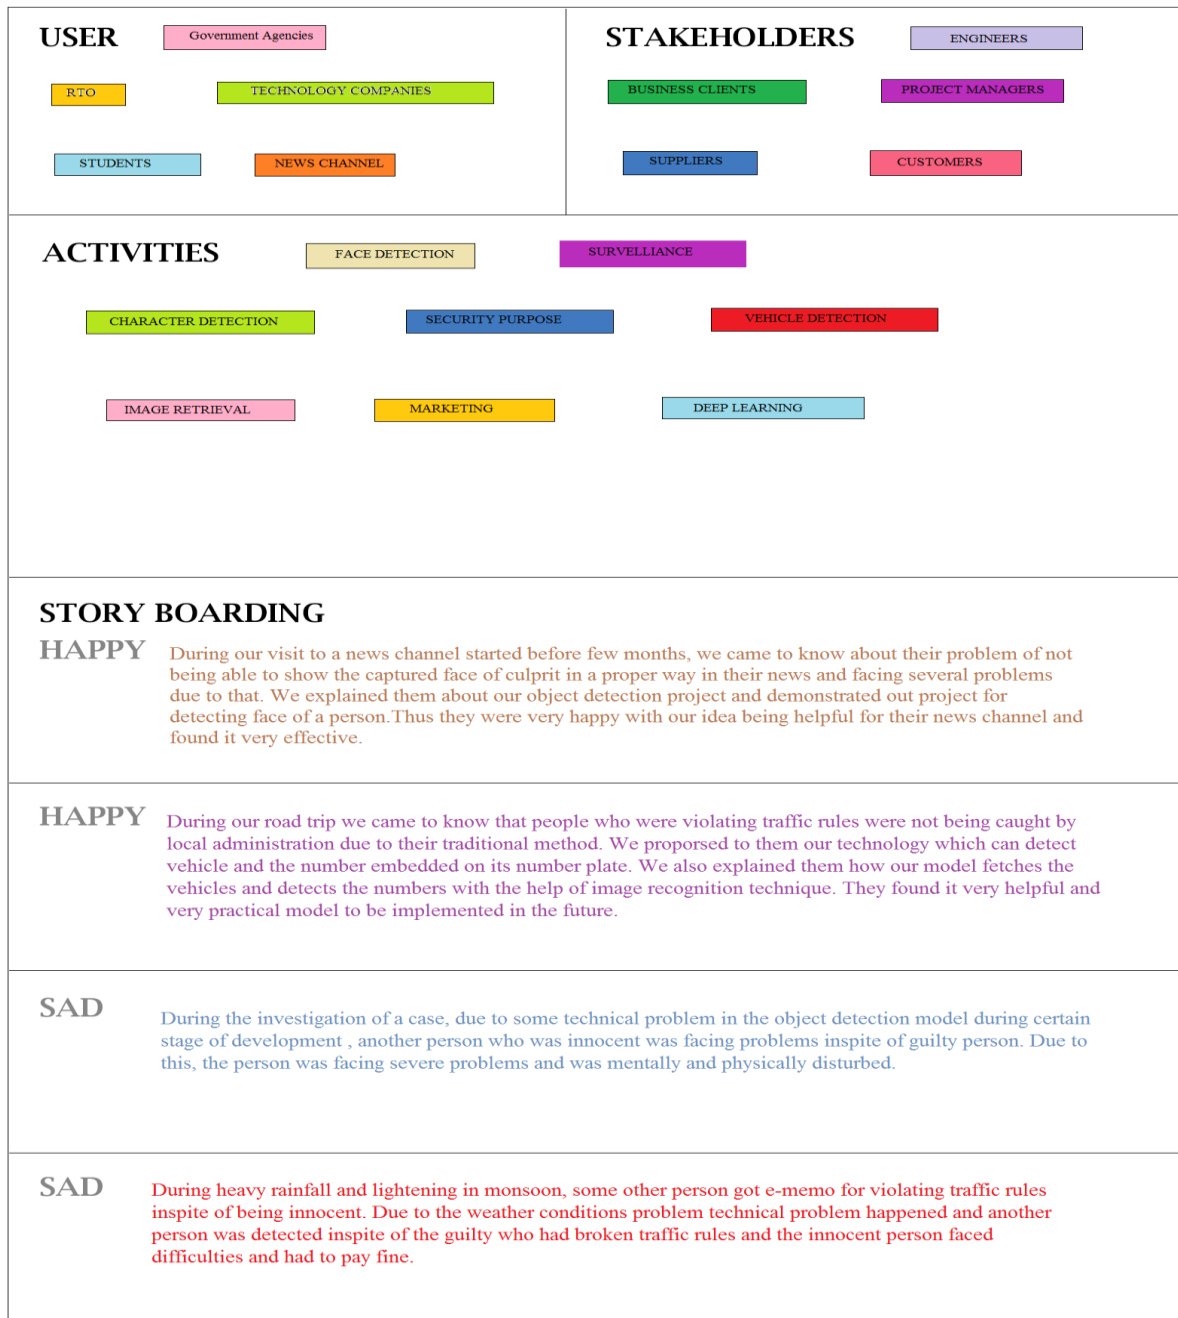 USER
Government Agencies
RTO
TECHNOLOGY COMPANIES
STUDENTS
NEWS CHANNEL
STAKEHOLDERS
ENGINEERS
BUSINESS CLIENTS
PROJECT MANAGERS
SUPPLIERS
CUSTOMERS
ACTIVITIES
FACE DETECTION
SURVELLIANCE
CHARACTER DETECTION
SECURITY PURPOSE
VEHICLE DETECTION
IMAGE RETRIEVAL
MARKETING
DEEP LEARNING
STORY BOARDING
HAPPY
During our visit to a news channel started before few months, we came to know about their problem of not
being able to show the captured face of culprit in a proper way in their news and facing several problems
due to that. We explained them about our object detection project and demonstrated out project for
detecting face of a person.Thus they were very happy with our idea being helpful for their news channel and
found it very effective.
HAPPY
During our road trip we came to know that people who were violating traffic rules were not being caught by
local administration due to their traditional method. We proporsed to them our technology which can detect
vehicle and the number embedded on its number plate. We also explained them how our model fetches the
vehicles and detects the numbers with the help of image recognition technique. They found it very helpful and
very practical model to be implemented in the future.
SAD
During the investigation of a case, due to some technical problem in the object detection model during certain
stage of development , another person who was innocent was facing problems inspite of guilty person. Due to
this, the person was facing severe problems and was mentally and physically disturbed.
SAD
During heavy rainfall and lightening in monsoon, some other person got e-memo for violating traffic rules
inspite of being innocent. Due to the weather conditions problem technical problem happened and another
person was detected inspite of the guilty who had broken traffic rules and the innocent person faced
difficulties and had to pay fine.